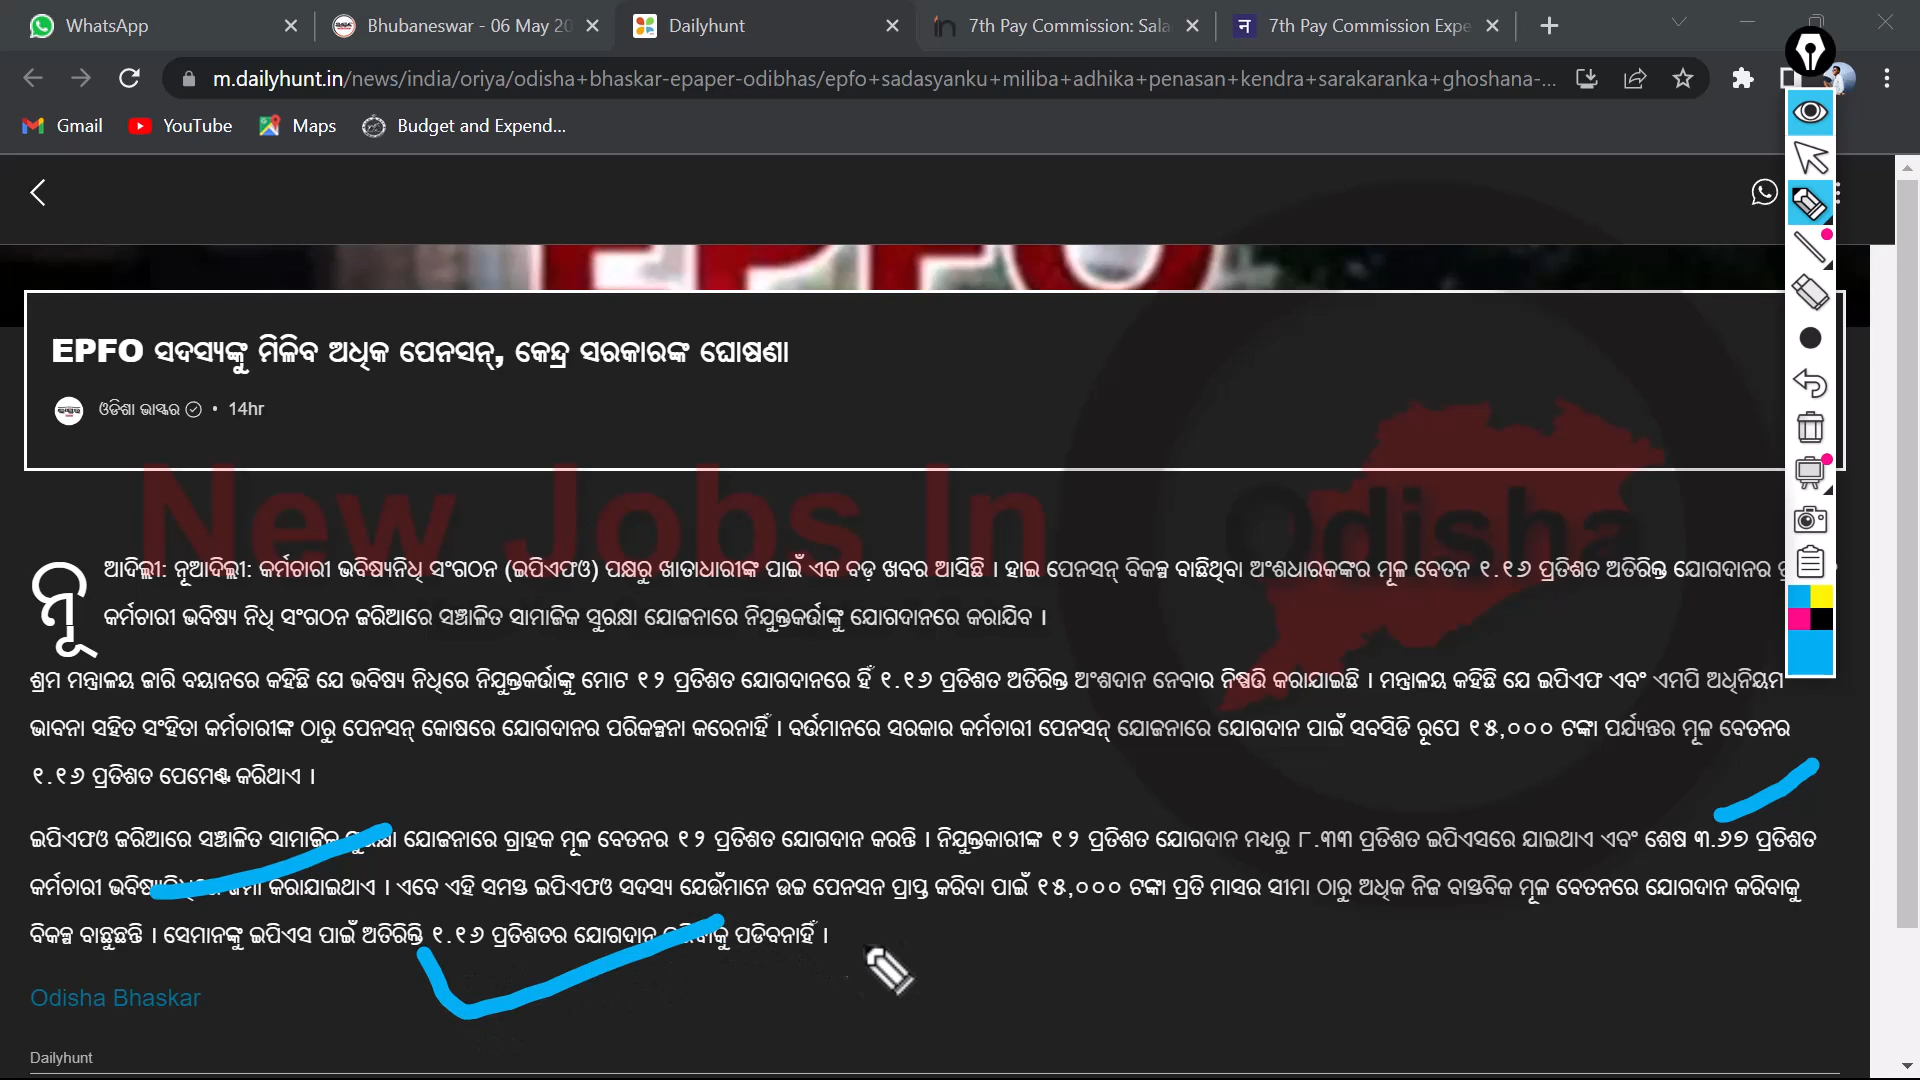 WhatsApp
Bhubaneswar - 06 May 20
Dailyhunt
7th Pay Commission: Sala
7th Pay Commission Expe
m.dailyhunt.in/news/india/oriya/odisha+bhaskar-epaper-odibhas/epfo+sadasyanku+miliba+adhika+penasan+kendra+sarakaranka+ghoshana-...
Gmail
YouTube
Maps
Budget and Expend...
EPFO
EPFO ସଦସ୍ୟଙ୍କୁ ମିଳିବ ଅଧିକ ପେନସନ୍, କେନ୍ଦ୍ର ସରକାରଙ୍କ ଘୋଷଣା
ଓଡିଶା ଭାସ୍କର • 14hr
New Jobs In Odisha
ନୂଆଦିଲ୍ଲୀ: ନୂଆଦିଲ୍ଲୀ: କର୍ମଚାରୀ ଭବିଷ୍ୟନିଧି ସଂଗଠନ (ଇପିଏଫଓ) ପକ୍ଷରୁ ଖାତାଧାରୀଙ୍କ ପାଇଁ ଏକ ବଡ଼ ଖବର ଆସିଛି । ହାଇ ପେନସନ୍ ବିକଳ୍ପ ବାଛିଥିବା ଅଂଶଧାରକଙ୍କର ମୂଳ ବେତନ ୧.୧୬ ପ୍ରତିଶତ ଅତିରିକ୍ତ ଯୋଗଦାନର
କର୍ମଚାରୀ ଭବିଷ୍ୟ ନିଧି ସଂଗଠନ ଜରିଆରେ ସଞ୍ଚାଳିତ ସାମାଜିକ ସୁରକ୍ଷା ଯୋଜନାରେ ନିଯୁକ୍ତକର୍ତ୍ତାଙ୍କୁ ଯୋଗଦାନରେ କରାଯିବ ।
ଶ୍ରମ ମନ୍ତ୍ରାଳୟ ଜାରି ବୟାନରେ କହିଛି ଯେ ଭବିଷ୍ୟ ନିଧିରେ ନିଯୁକ୍ତକର୍ତ୍ତାଙ୍କୁ ମୋଟ ୧୨ ପ୍ରତିଶତ ଯୋଗଦାନରେ ହିଁ ୧.୧୬ ପ୍ରତିଶତ ଅତିରିକ୍ତ ଅଂଶଦାନ ନେବାର ନିଷ୍ପତ୍ତି କରାଯାଇଛି । ମନ୍ତ୍ରାଳୟ କହିଛି ଯେ ଇପିଏଫ ଏବଂ ଏମପି ଅଧିନିୟମ
ଭାବନା ସହିତ ସଂହିତା କର୍ମଚାରୀଙ୍କ ଠାରୁ ପେନସନ୍ କୋଷରେ ଯୋଗଦାନର ପରିକଳ୍ପନା କରେନାହିଁ । ବର୍ତ୍ତମାନରେ ସରକାର କର୍ମଚାରୀ ପେନସନ୍ ଯୋଜନାରେ ଯୋଗଦାନ ପାଇଁ ସବସିଡି ରୂପେ ୧୫,୦୦୦ ଟଙ୍କା ପର୍ଯ୍ୟନ୍ତର ମୂଳ ବେତନର
୧.୧୬ ପ୍ରତିଶତ ପେମେଣ୍ଟ କରିଥାଏ ।
ଇପିଏଫଓ ଜରିଆରେ ସଞ୍ଚାଳିତ ସାମାଜିକ ସୁରକ୍ଷା ଯୋଜନାରେ ଗ୍ରାହକ ମୂଳ ବେତନର ୧୨ ପ୍ରତିଶତ ଯୋଗଦାନ କରନ୍ତି । ନିଯୁକ୍ତକାରୀଙ୍କ ୧୨ ପ୍ରତିଶତ ଯୋଗଦାନ ମଧ୍ୟରୁ ୮.୩୩ ପ୍ରତିଶତ ଇପିଏସରେ ଯାଇଥାଏ ଏବଂ ଶେଷ ୩.୬୭ ପ୍ରତିଶତ
କର୍ମଚାରୀ ଭବିଷ୍ୟନିଧିରେ ଜମା କରାଯାଇଥାଏ । ଏବେ ଏହି ସମସ୍ତ ଇପିଏଫଓ ସଦସ୍ୟ ଯେଉଁମାନେ ଉଚ୍ଚ ପେନସନ ପ୍ରାପ୍ତ କରିବା ପାଇଁ ୧୫,୦୦୦ ଟଙ୍କା ପ୍ରତି ମାସର ସୀମା ଠାରୁ ଅଧିକ ନିଜ ବାସ୍ତବିକ ମୂଳ ବେତନରେ ଯୋଗଦାନ କରିବାକୁ
ବିକଳ୍ପ ବାଛୁଛନ୍ତି । ସେମାନଙ୍କୁ ଇପିଏସ ପାଇଁ ଅତିରିକ୍ତି ୧.୧୬ ପ୍ରତିଶତର ଯୋଗଦାନ କରିବାକୁ ପଡିବନାହିଁ ।
Odisha Bhaskar
Dailyhunt